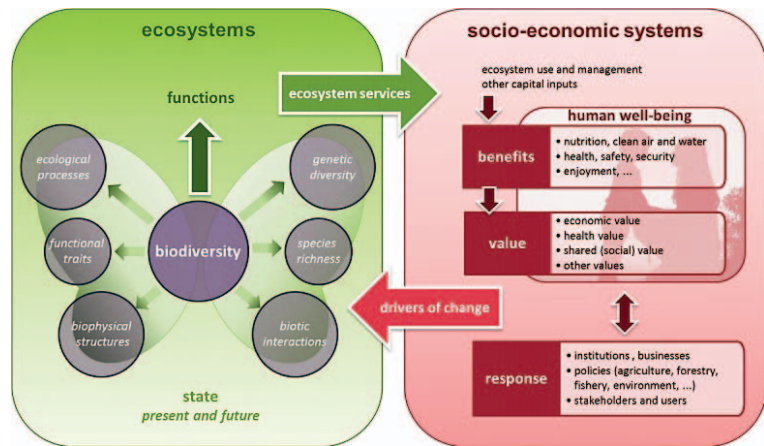 ecosystems
functions
ecological
processes
genetic
diversity
functional
traits
biodiversity
species
richness
biophysical
structures
biotic
interactions
state
present and future
ecosystem services
drivers of change
socio-economic systems
ecosystem use and management
other capital inputs
human well-being
benefits
• nutrition, clean air and water
• health, safety, security
• enjoyment, ...
value
• economic value
• health value
• shared (social) value
• other values
response
• institutions , businesses
• policies (agriculture, forestry,
fishery, environment, ...)
• stakeholders and users